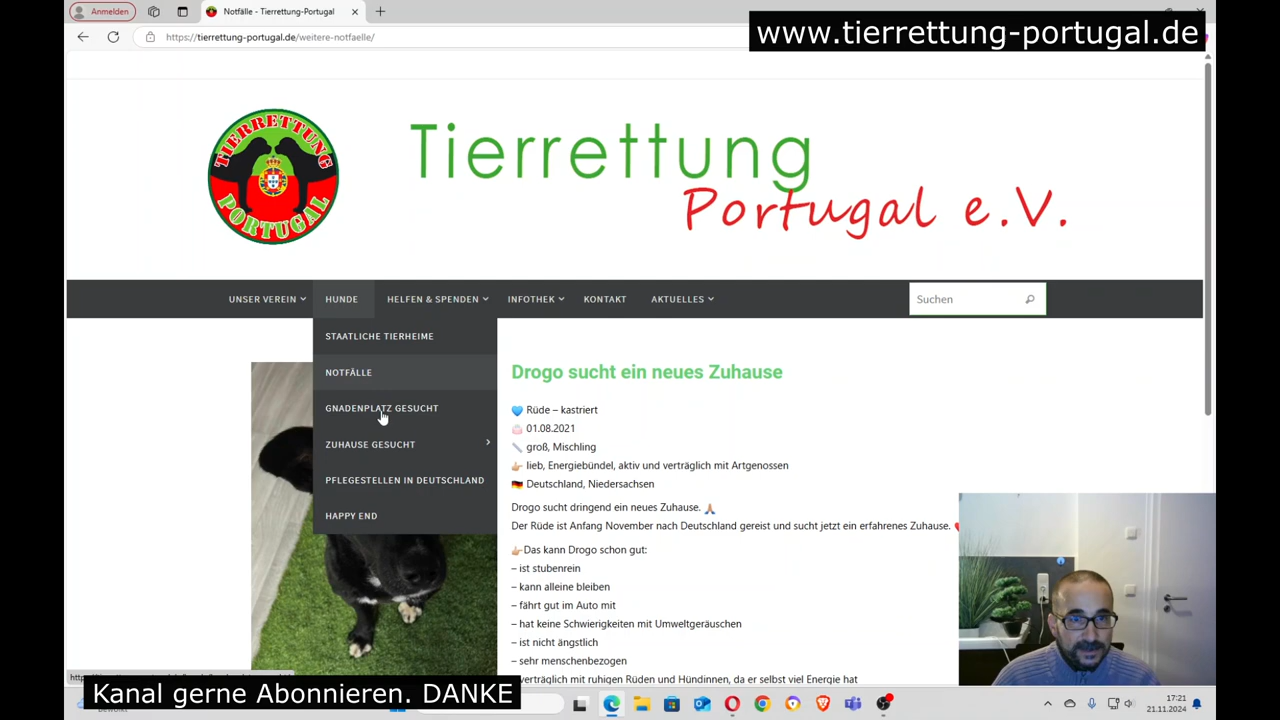 Anmelden
Notfälle - Tierrettung-Portugal
https://tierrettung-portugal.de/weitere-notfaelle/
www.tierrettung-portugal.de
TIERRETTUNG
PORTUGAL
Tierrettung
Portugal e.V.
UNSER VEREIN
HUNDE
HELFEN & SPENDEN
INFOTHEK
KONTAKT
AKTUELLES
Suchen
STAATLICHE TIERHEIME
NOTFÄLLE
GNADENPLATZ GESUCHT
ZUHAUSE GESUCHT
PFLEGESTELLEN IN DEUTSCHLAND
HAPPY END
Drogo sucht ein neues Zuhause
Rüde – kastriert
01.08.2021
groß, Mischling
lieb, Energiebündel, aktiv und verträglich mit Artgenossen
Deutschland, Niedersachsen
Drogo sucht dringend ein neues Zuhause.
Der Rüde ist Anfang November nach Deutschland gereist und sucht jetzt ein erfahrenes Zuhause.
Das kann Drogo schon gut:
– ist stubenrein
– kann alleine bleiben
– fährt gut im Auto mit
– hat keine Schwierigkeiten mit Umweltgeräuschen
– ist nicht ängstlich
– sehr menschenbezogen
verträglich mit ruhigen Rüden und Hündinnen, da er selbst viel Energie hat
Kanal gerne Abonnieren. DANKE
17:21
21.11.2024